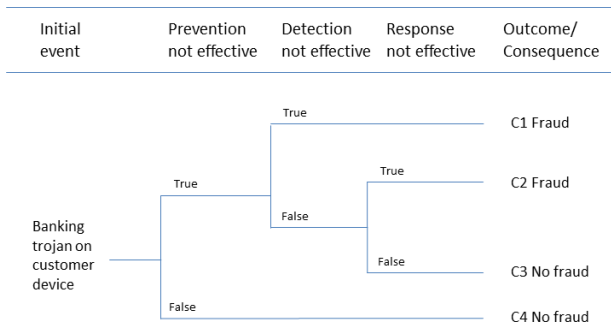 Initial event
Prevention not effective
Detection not effective
Response not effective
Outcome/ Consequence
True
C1 Fraud
True
True
C2 Fraud
False
Banking
trojan on
customer
device
False
C3 No fraud
False
C4 No fraud